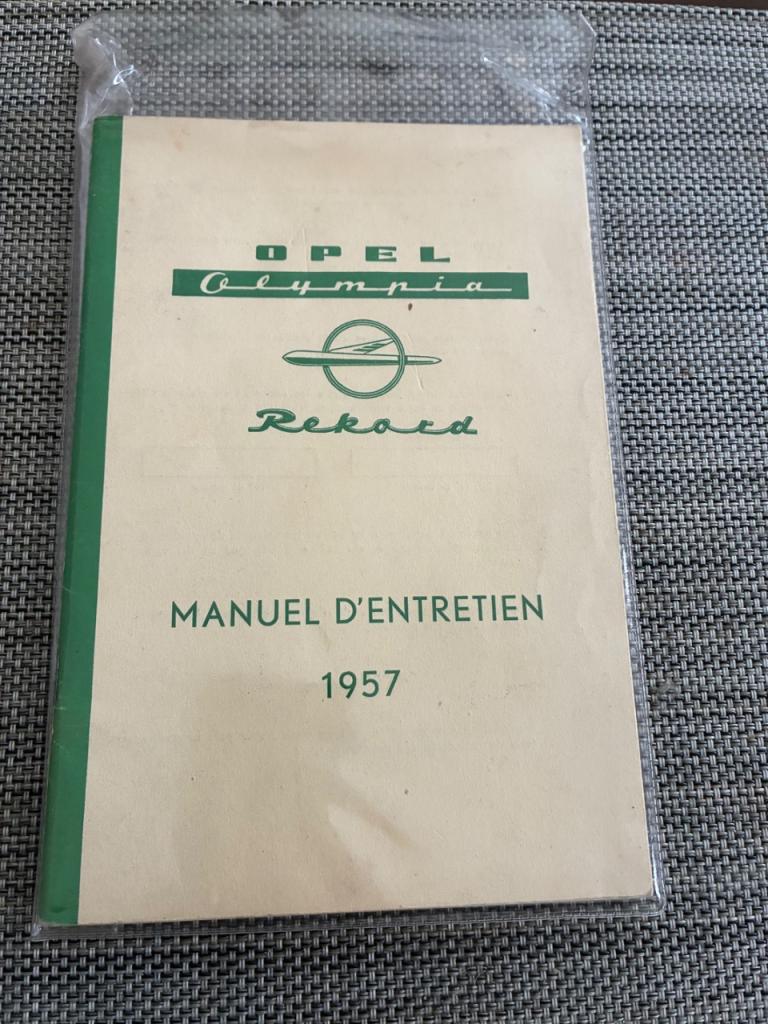 OPEL
Olympia
Rekord
MANUEL D'ENTRETIEN
1957